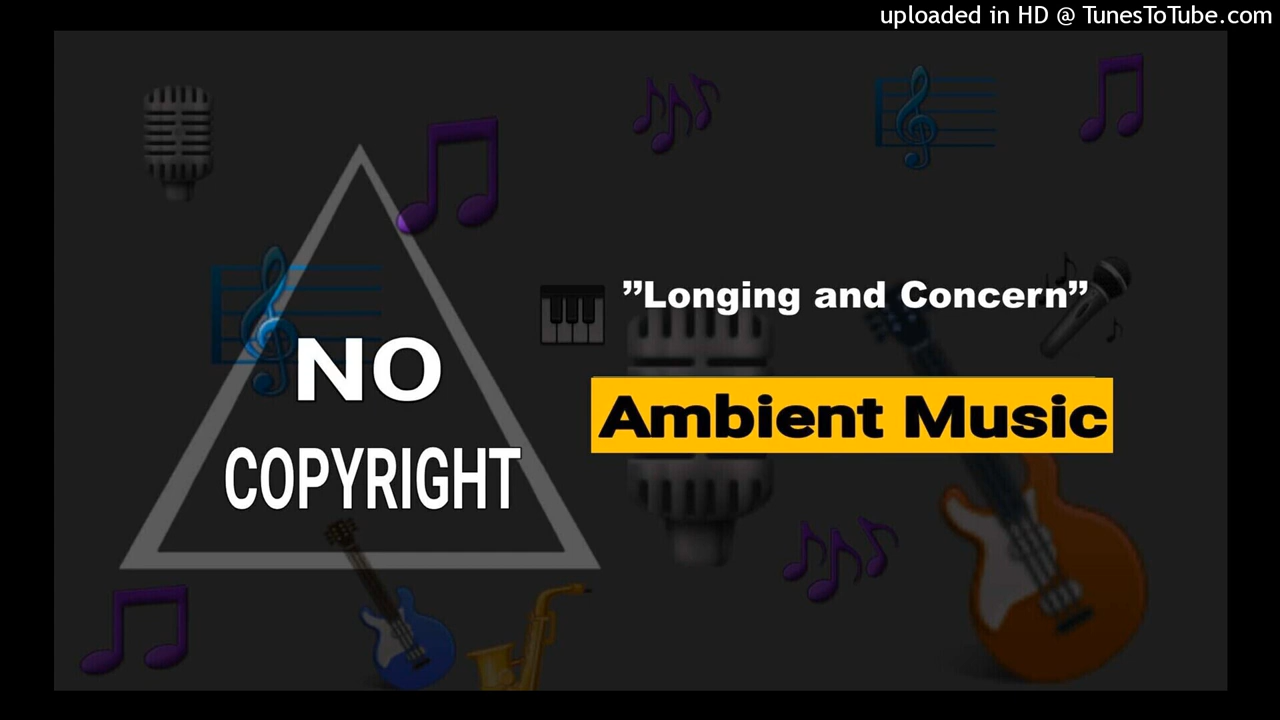 uploaded in HD @ TunesToTube.com
NO
COPYRIGHT
”Longing and Concern”
Ambient Music